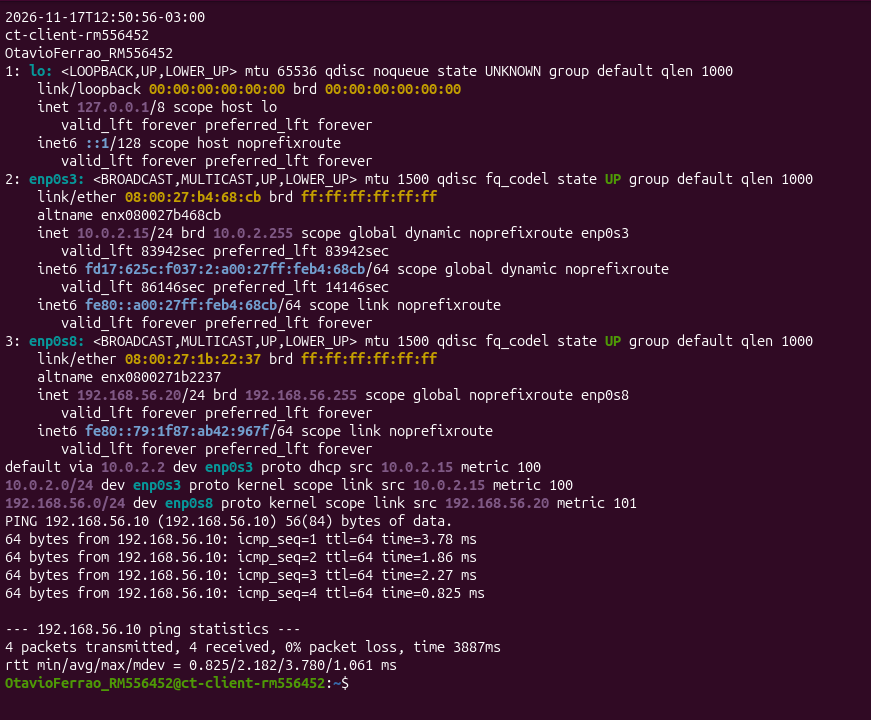 2026-11-17T12:50:56-03:00
ct-client-rm556452
OtavioFerrao_RM556452
1: lo: <LOOPBACK,UP,LOWER_UP> mtu 65536 qdisc noqueue state UNKNOWN group default qlen 1000
    link/loopback 00:00:00:00:00:00 brd 00:00:00:00:00:00
    inet 127.0.0.1/8 scope host lo
       valid_lft forever preferred_lft forever
    inet6 ::1/128 scope host noprefixroute
       valid_lft forever preferred_lft forever
2: enp0s3: <BROADCAST,MULTICAST,UP,LOWER_UP> mtu 1500 qdisc fq_codel state UP group default qlen 1000
    link/ether 08:00:27:b4:68:cb brd ff:ff:ff:ff:ff:ff
    altname enx080027b468cb
    inet 10.0.2.15/24 brd 10.0.2.255 scope global dynamic noprefixroute enp0s3
       valid_lft 83942sec preferred_lft 83942sec
    inet6 fd17:625c:f037:2:a00:27ff:feb4:68cb/64 scope global dynamic noprefixroute
       valid_lft 86146sec preferred_lft 14146sec
    inet6 fe80::a00:27ff:feb4:68cb/64 scope link noprefixroute
       valid_lft forever preferred_lft forever
3: enp0s8: <BROADCAST,MULTICAST,UP,LOWER_UP> mtu 1500 qdisc fq_codel state UP group default qlen 1000
    link/ether 08:00:27:1b:22:37 brd ff:ff:ff:ff:ff:ff
    altname enx0800271b2237
    inet 192.168.56.20/24 brd 192.168.56.255 scope global noprefixroute enp0s8
       valid_lft forever preferred_lft forever
    inet6 fe80::79:1f87:ab42:967f/64 scope link noprefixroute
       valid_lft forever preferred_lft forever
default via 10.0.2.2 dev enp0s3 proto dhcp src 10.0.2.15 metric 100
10.0.2.0/24 dev enp0s3 proto kernel scope link src 10.0.2.15 metric 100
192.168.56.0/24 dev enp0s8 proto kernel scope link src 192.168.56.20 metric 101
PING 192.168.56.10 (192.168.56.10) 56(84) bytes of data.
64 bytes from 192.168.56.10: icmp_seq=1 ttl=64 time=3.78 ms
64 bytes from 192.168.56.10: icmp_seq=2 ttl=64 time=1.86 ms
64 bytes from 192.168.56.10: icmp_seq=3 ttl=64 time=2.27 ms
64 bytes from 192.168.56.10: icmp_seq=4 ttl=64 time=0.825 ms

--- 192.168.56.10 ping statistics ---
4 packets transmitted, 4 received, 0% packet loss, time 3887ms
rtt min/avg/max/mdev = 0.825/2.182/3.780/1.061 ms
OtavioFerrao_RM556452@ct-client-rm556452:~$